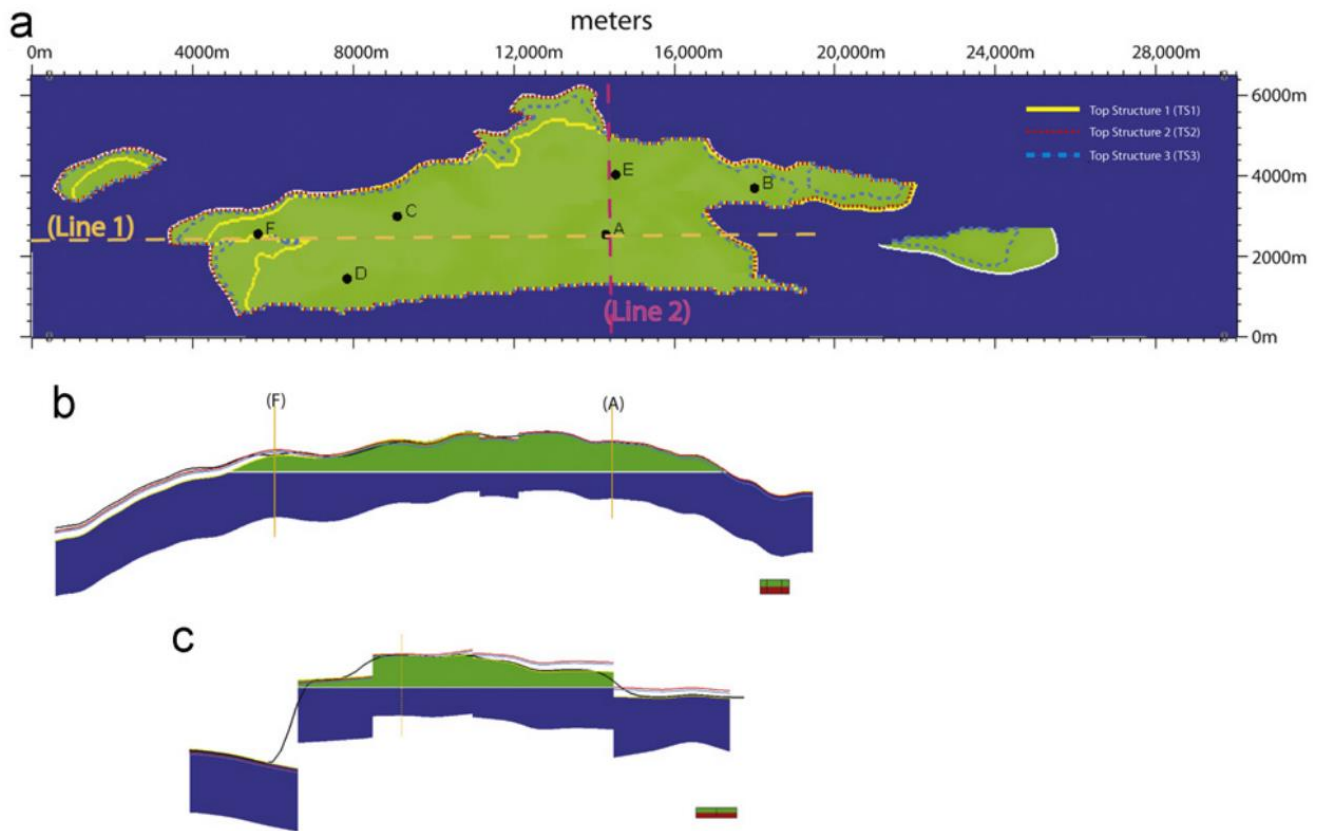 a
meters
0m 4000m 8000m 12,000m 16,000m 20,000m 24,000m 28,000m
6000m
Top Structure 1 (TS1)
Top Structure 2 (TS2)
Top Structure 3 (TS3)
4000m
E
B
C
(Line 1)
F
A
2000m
D
(Line 2)
0m
b
(F)
(A)
c